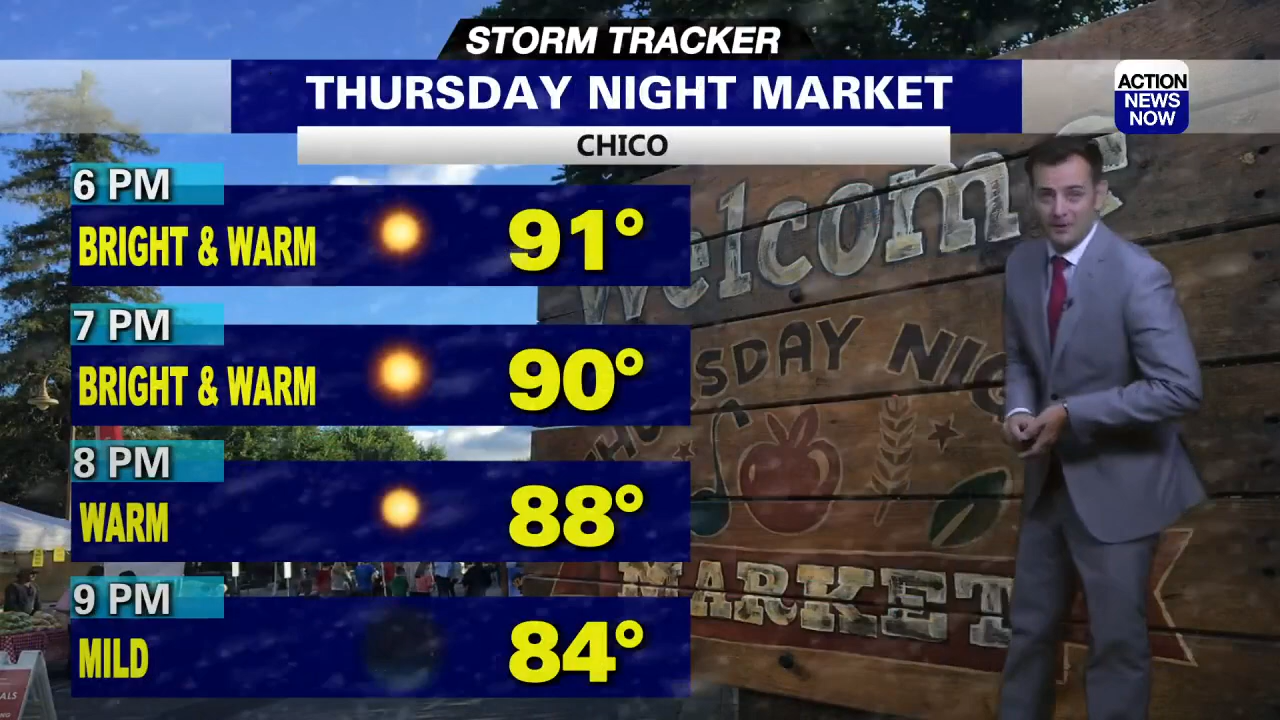 STORM TRACKER
THURSDAY NIGHT MARKET
ACTION
NEWS
NOW
CHICO
6 PM
BRIGHT & WARM
91°
7 PM
BRIGHT & WARM
90°
8 PM
WARM
88°
9 PM
MILD
84°
Welcome
SDAY NIG
MARKET
ALS